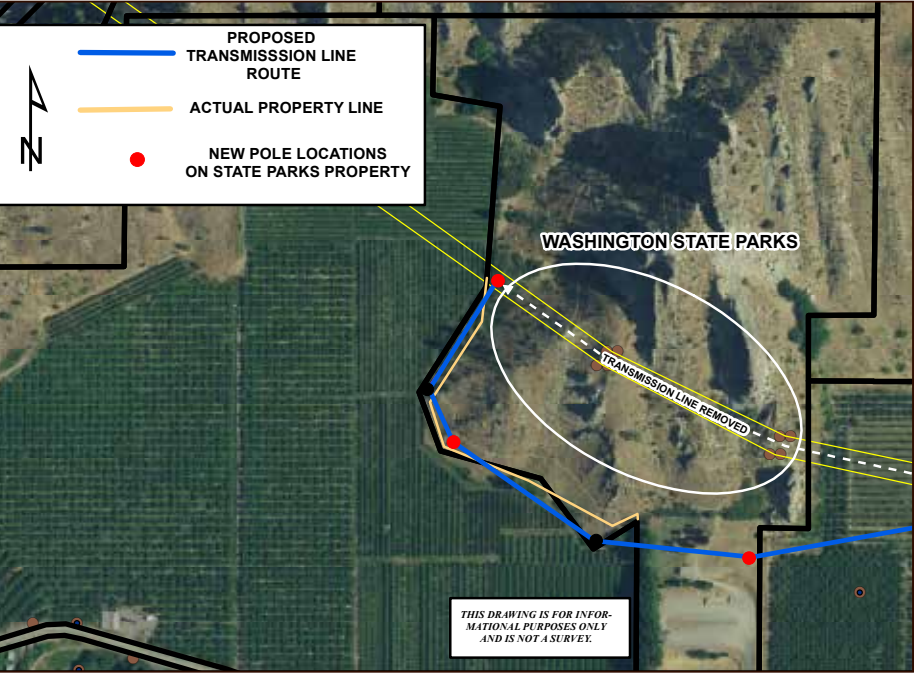 PROPOSED
TRANSMISSSION LINE
ROUTE
ACTUAL PROPERTY LINE
NEW POLE LOCATIONS
ON STATE PARKS PROPERTY
N
WASHINGTON STATE PARKS
TRANSMISSION LINE REMOVED
THIS DRAWING IS FOR INFOR-
MATIONAL PURPOSES ONLY
AND IS NOT A SURVEY.